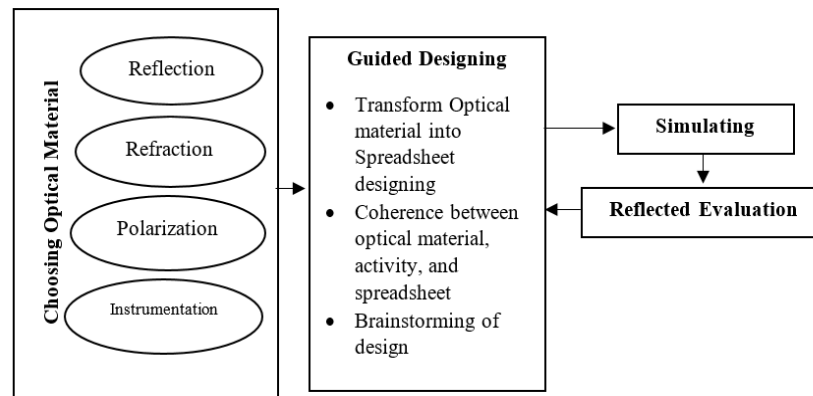 Choosing Optical Material
Reflection
Refraction
Polarization
Instrumentation
Guided Designing
• Transform Optical
material into
Spreadsheet
designing
• Coherence between
optical material,
activity, and
spreadsheet
• Brainstorming of
design
Simulating
Reflected Evaluation